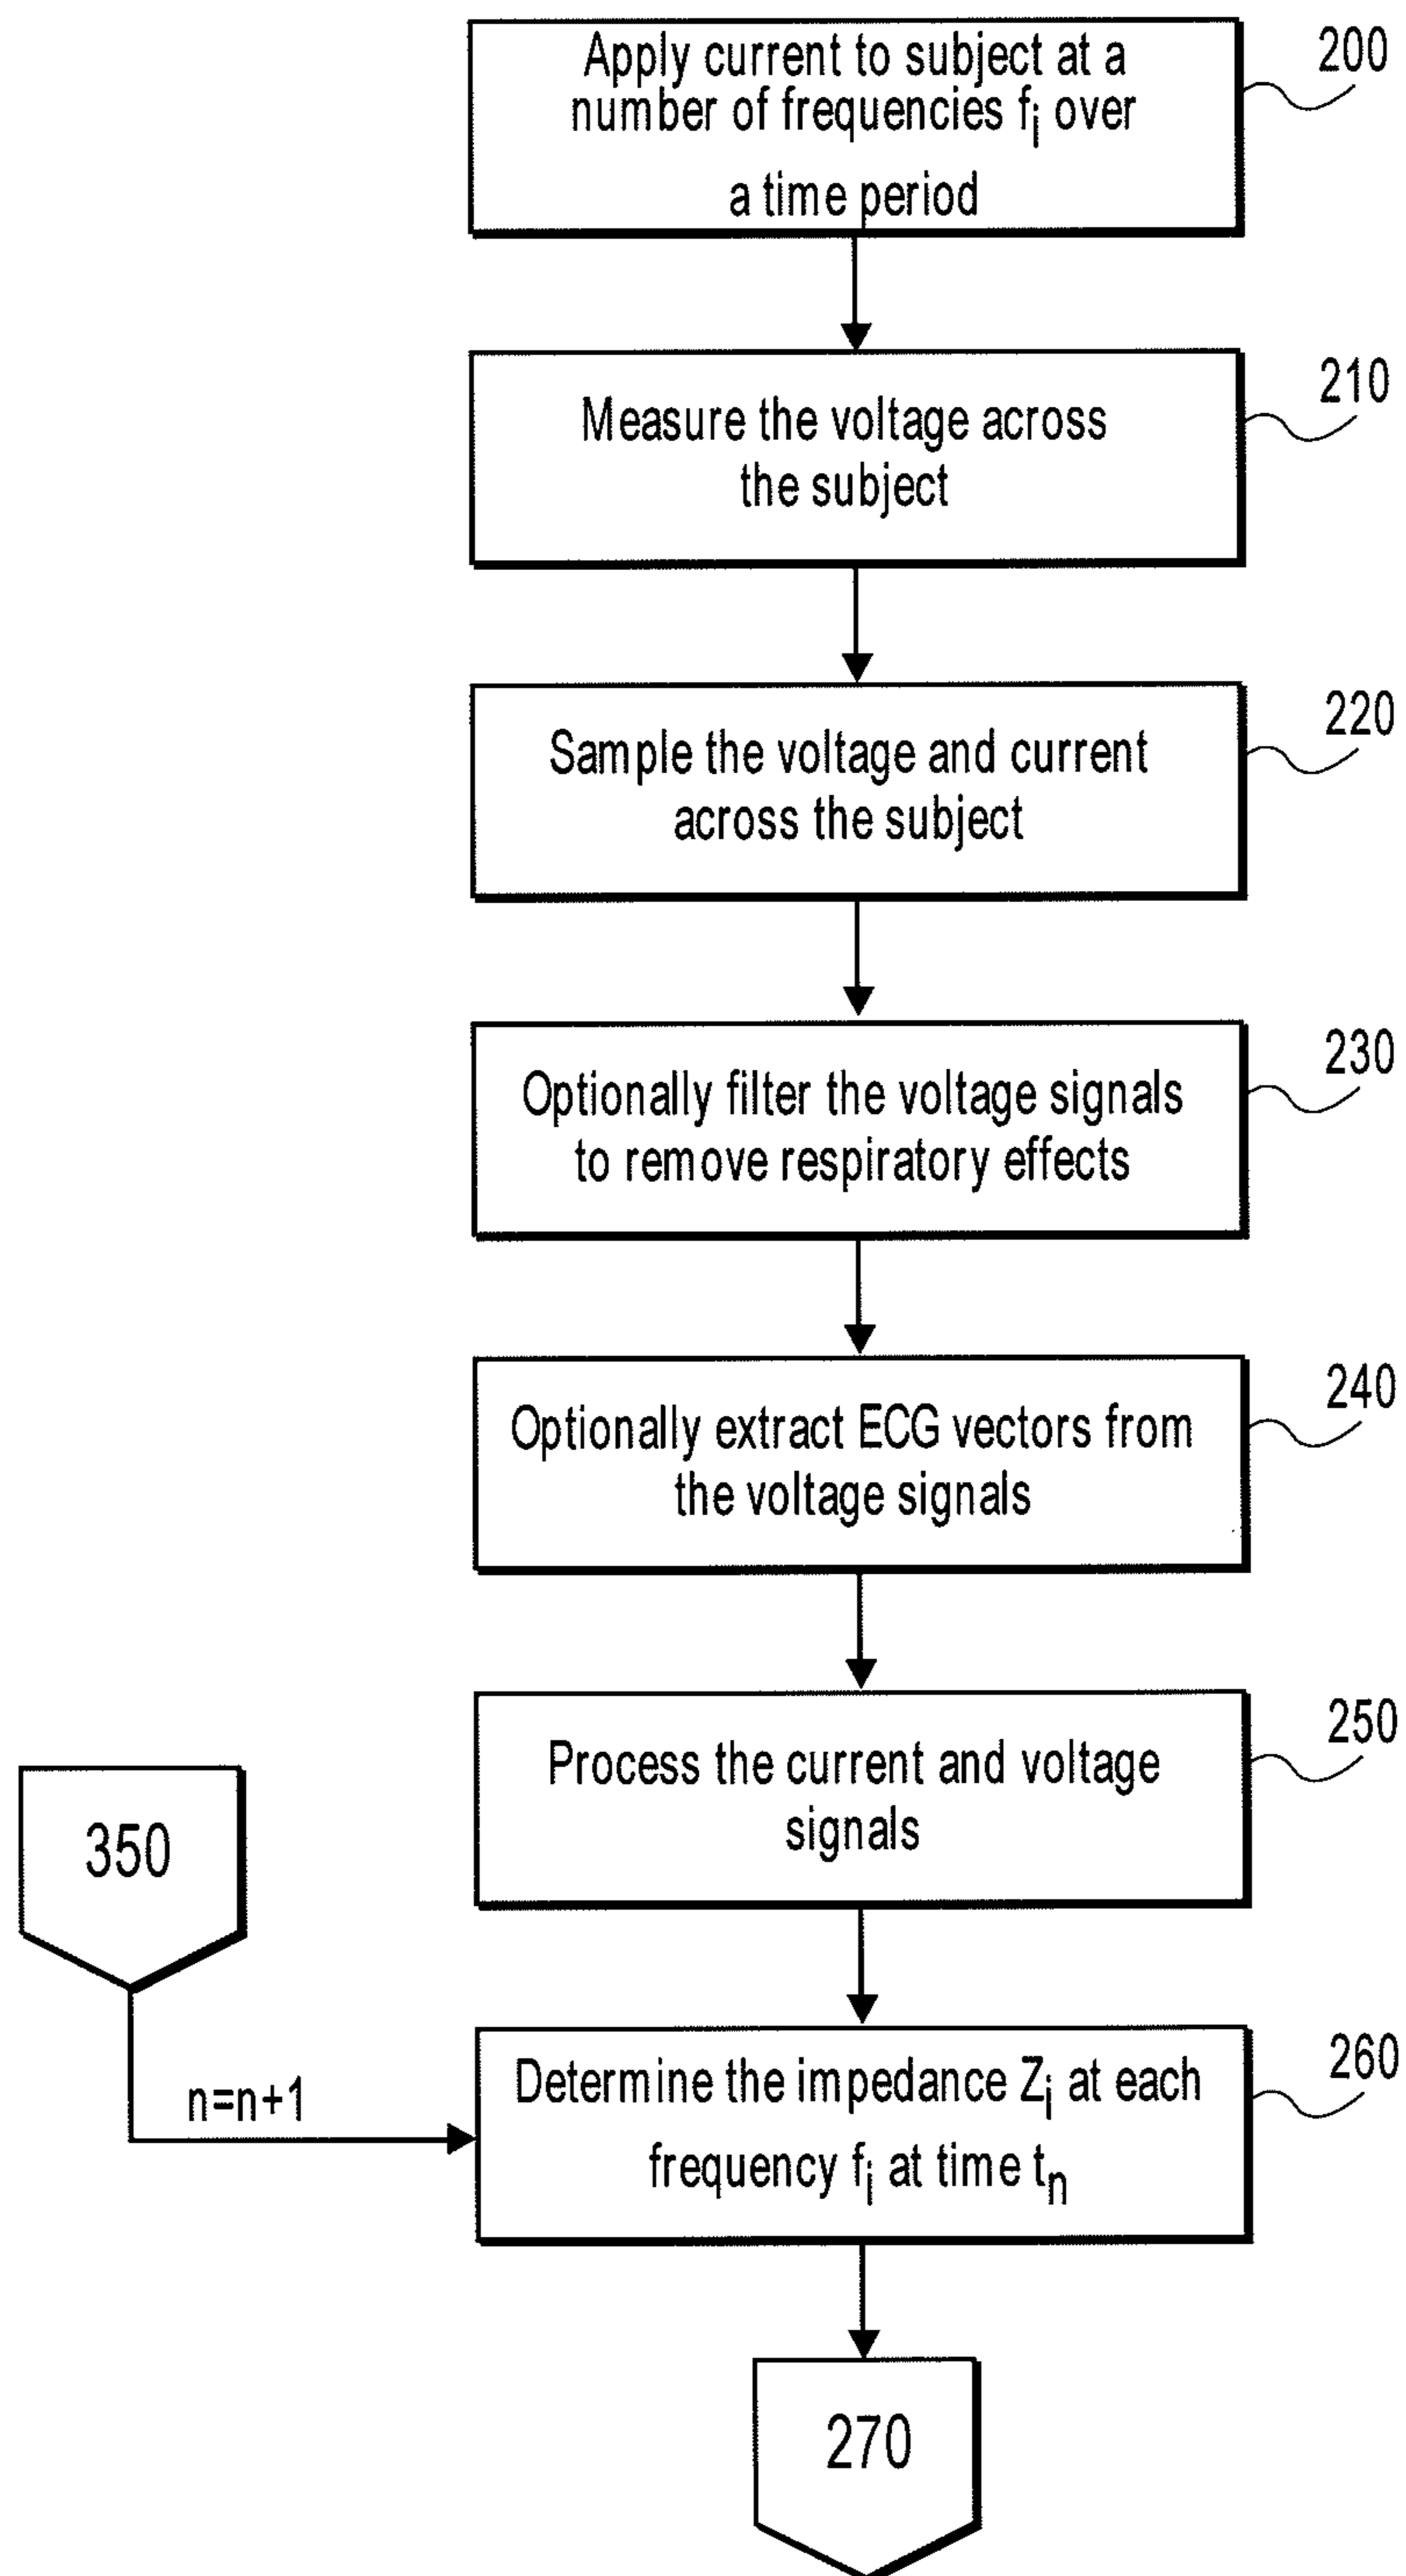 Apply current to subject at a
number of frequencies fi over
a time period
200
Measure the voltage across
the subject
210
Sample the voltage and current
across the subject
220
Optionally filter the voltage signals
to remove respiratory effects
230
Optionally extract ECG vectors from
the voltage signals
240
Process the current and voltage
signals
250
350
n=n+1
Determine the impedance Zi at each
frequency fi at time tn
260
270